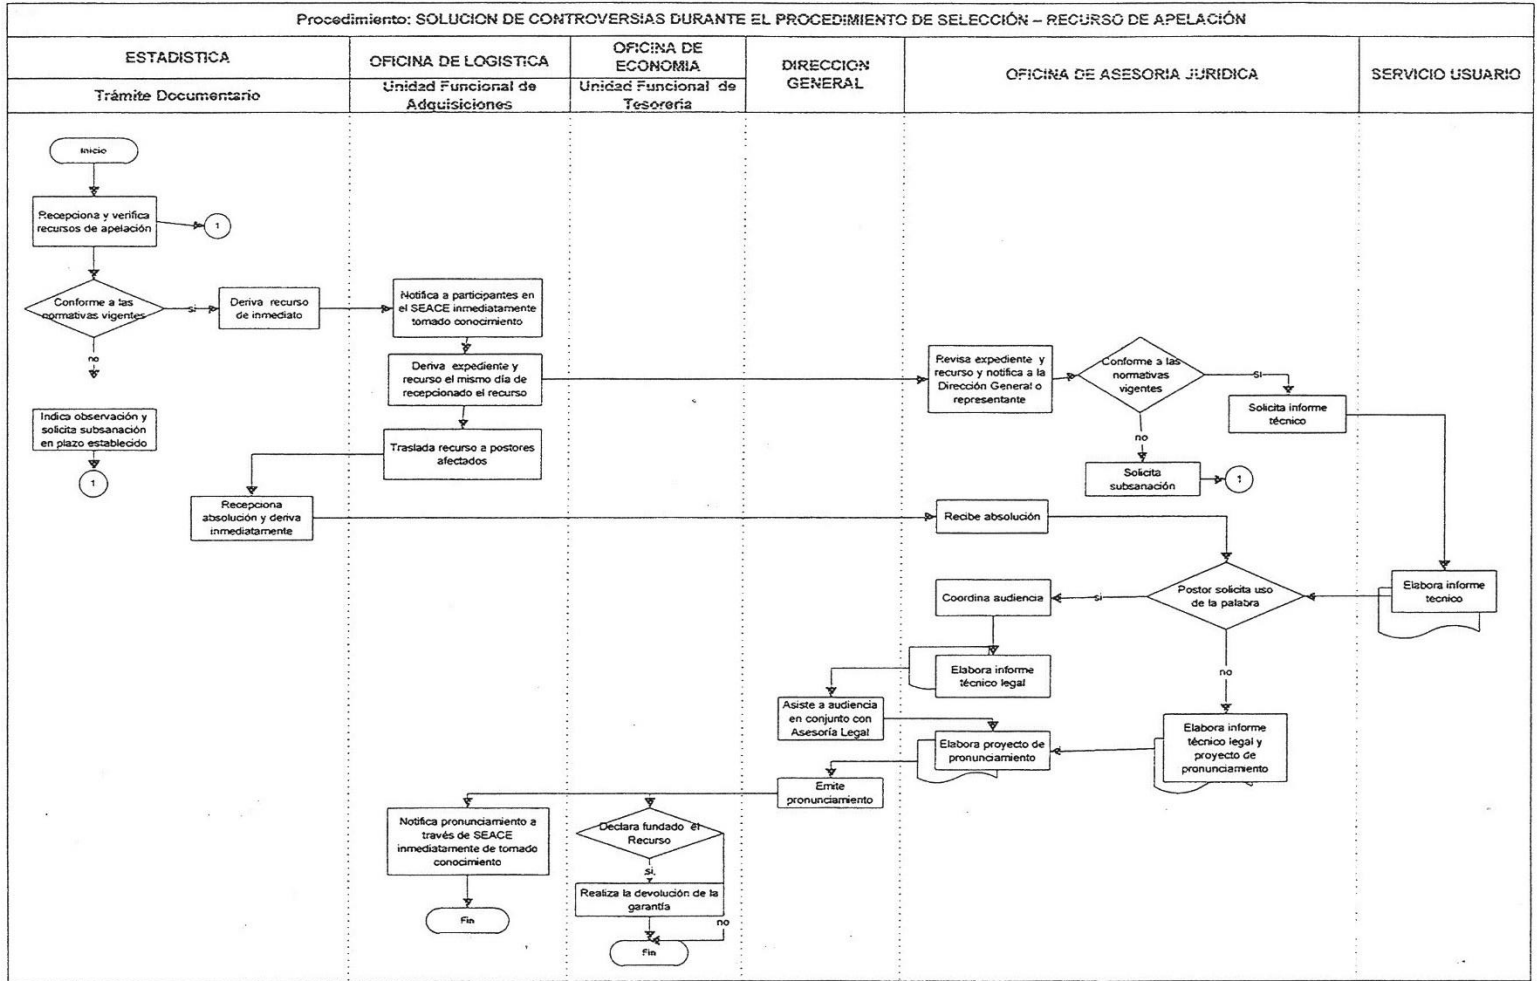 Procedimiento: SOLUCION DE CONTROVERSIAS DURANTE EL PROCEDIMIENTO DE SELECCIÓN – RECURSO DE APELACIÓN
ESTADISTICA
OFICINA DE LOGISTICA
OFICINA DE
ECONOMIA
DIRECCION
GENERAL
OFICINA DE ASESORIA JURIDICA
SERVICIO USUARIO
Trámite Documentario
Unidad Funcional de
Adquisiciones
Unidad Funcional de
Tesorería
Inicio
Recepciona y verifica
recursos de apelación
1
Conforme a las
normativas vigentes
si
no
Deriva recurso
de inmediato
Notifica a participantes en
el SEACE inmediatamente
tomado conocimiento
Deriva expediente y
recurso el mismo día de
recepcionado el recurso
Revisa expediente y
recurso y notifica a la
Dirección General o
representante
Conforme a las
normativas
vigentes
SI
no
Solicita informe
técnico
Indica observación y
solicita subsanación
en plazo establecido
1
Traslada recurso a postores
afectados
Solicita
subsanación
1
Recepciona
absolución y deriva
inmediatamente
Recibe absolución
Coordina audiencia
si
Postor solicita uso
de la palabra
no
Elabora informe
tecnico
Elabora informe
técnico legal
Asiste a audiencia
en conjunto con
Asesoría Legal
Elabora proyecto de
pronunciamiento
Elabora informe
técnico legal y
proyecto de
pronunciamiento
Emite
pronunciamiento
Notifica pronunciamiento a
través de SEACE
inmediatamente de tomado
conocimiento
Declara fundado el
Recurso
si
Realiza la devolución de la
garantía
no
Fin
Fin